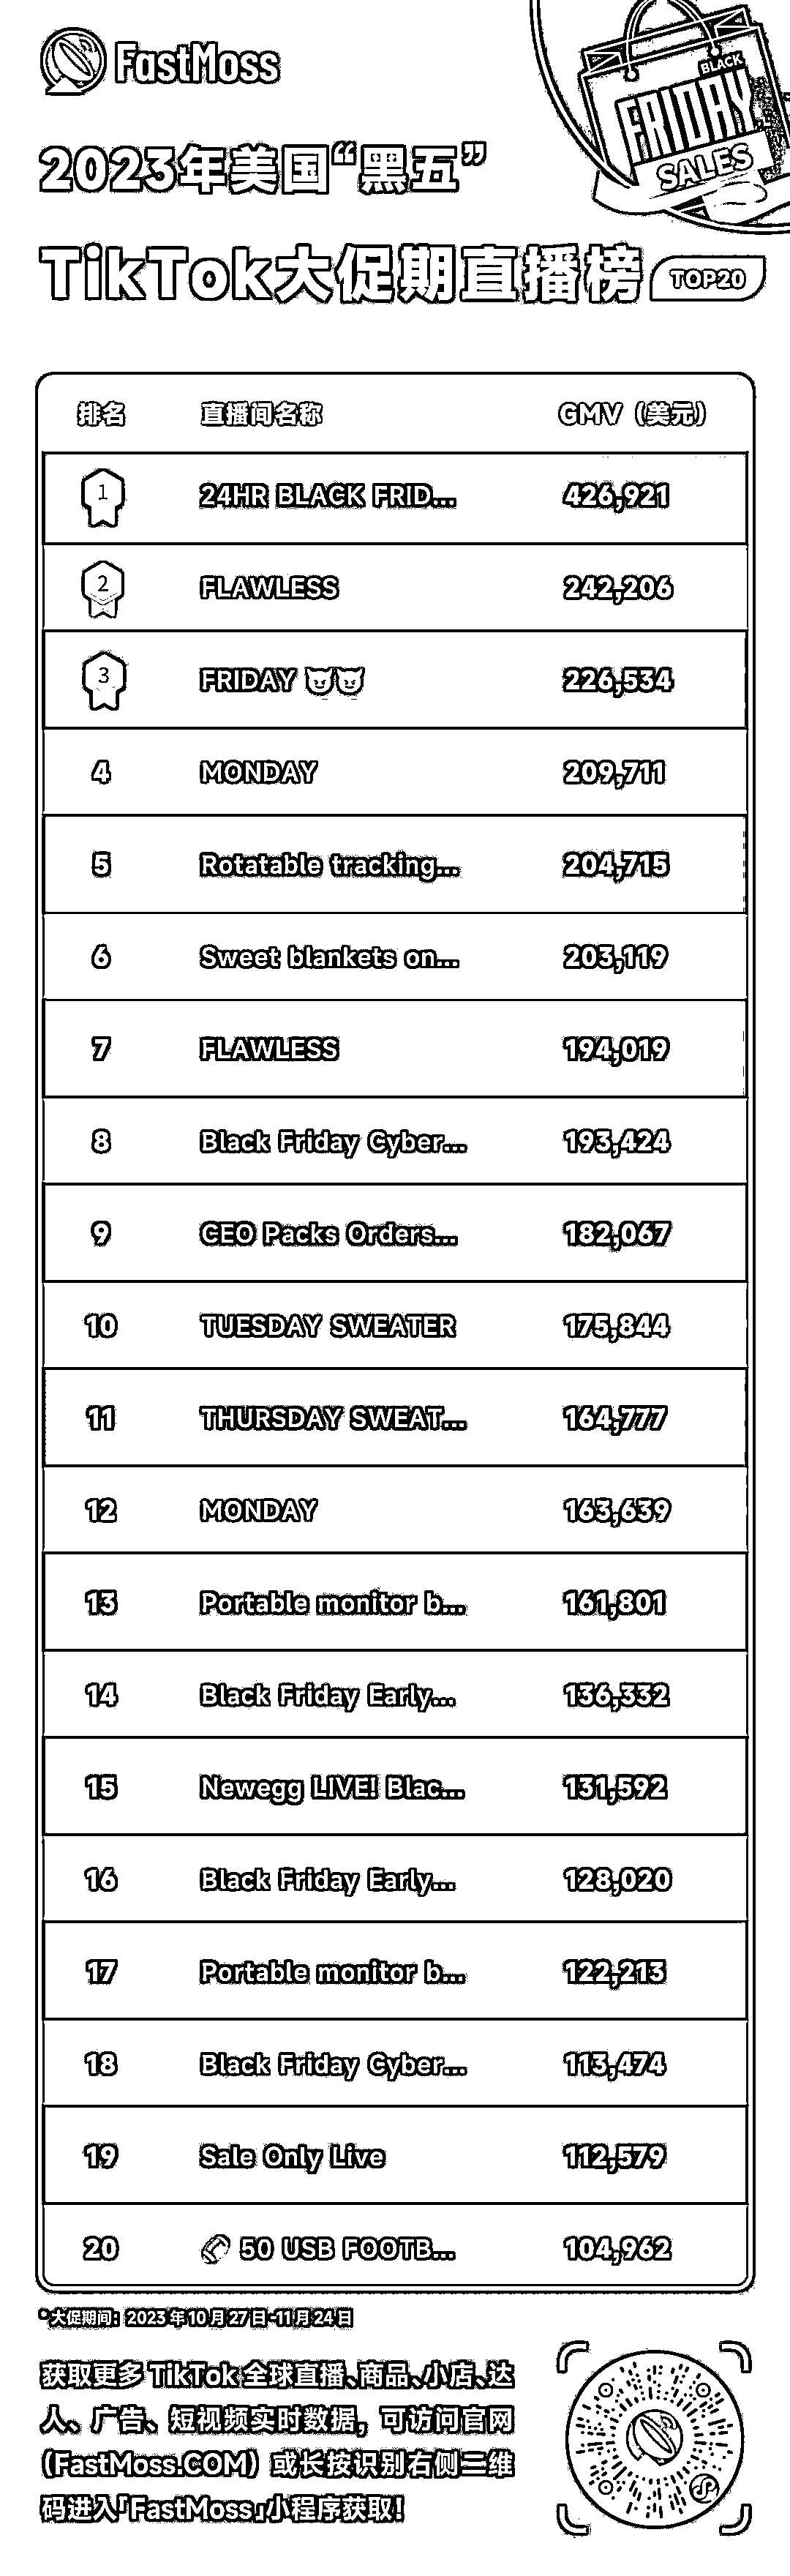 FastMoss
BLACK
FRIDAY
SALES
2023年美国“黑五”
TikTok大促期直播榜 TOP20
排名 直播间名称 GMV（美元）
1 24HR BLACK FRID... 426,921
2 FLAWLESS 242,206
3 FRIDAY 😈😈 226,534
4 MONDAY 209,711
5 Rotatable tracking... 204,715
6 Sweet blankets on... 203,119
7 FLAWLESS 194,019
8 Black Friday Cyber... 193,424
9 CEO Packs Orders... 182,067
10 TUESDAY SWEATER 175,844
11 THURSDAY SWEAT... 164,777
12 MONDAY 163,639
13 Portable monitor b... 161,801
14 Black Friday Early... 136,332
15 Newegg LIVE! Blac... 131,592
16 Black Friday Early... 128,020
17 Portable monitor b... 122,213
18 Black Friday Cyber... 113,474
19 Sale Only Live 112,579
20 🏈 50 USB FOOTB... 104,962
*大促期间：2023年10月27日-11月24日
获取更多 TikTok 全球直播、商品、小店、达
人、广告、短视频实时数据，可访问官网
（FastMoss.COM）或长按识别右侧二维
码进入「FastMoss」小程序获取！